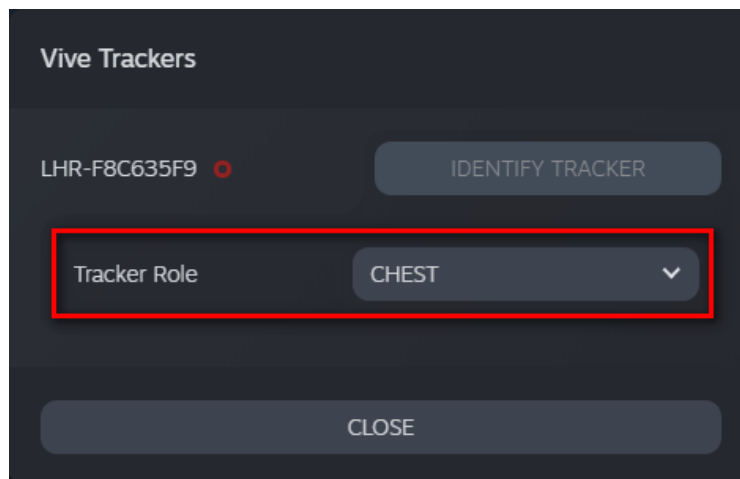 Vive Trackers
LHR-F8C635F9
IDENTIFY TRACKER
Tracker Role
CHEST
CLOSE